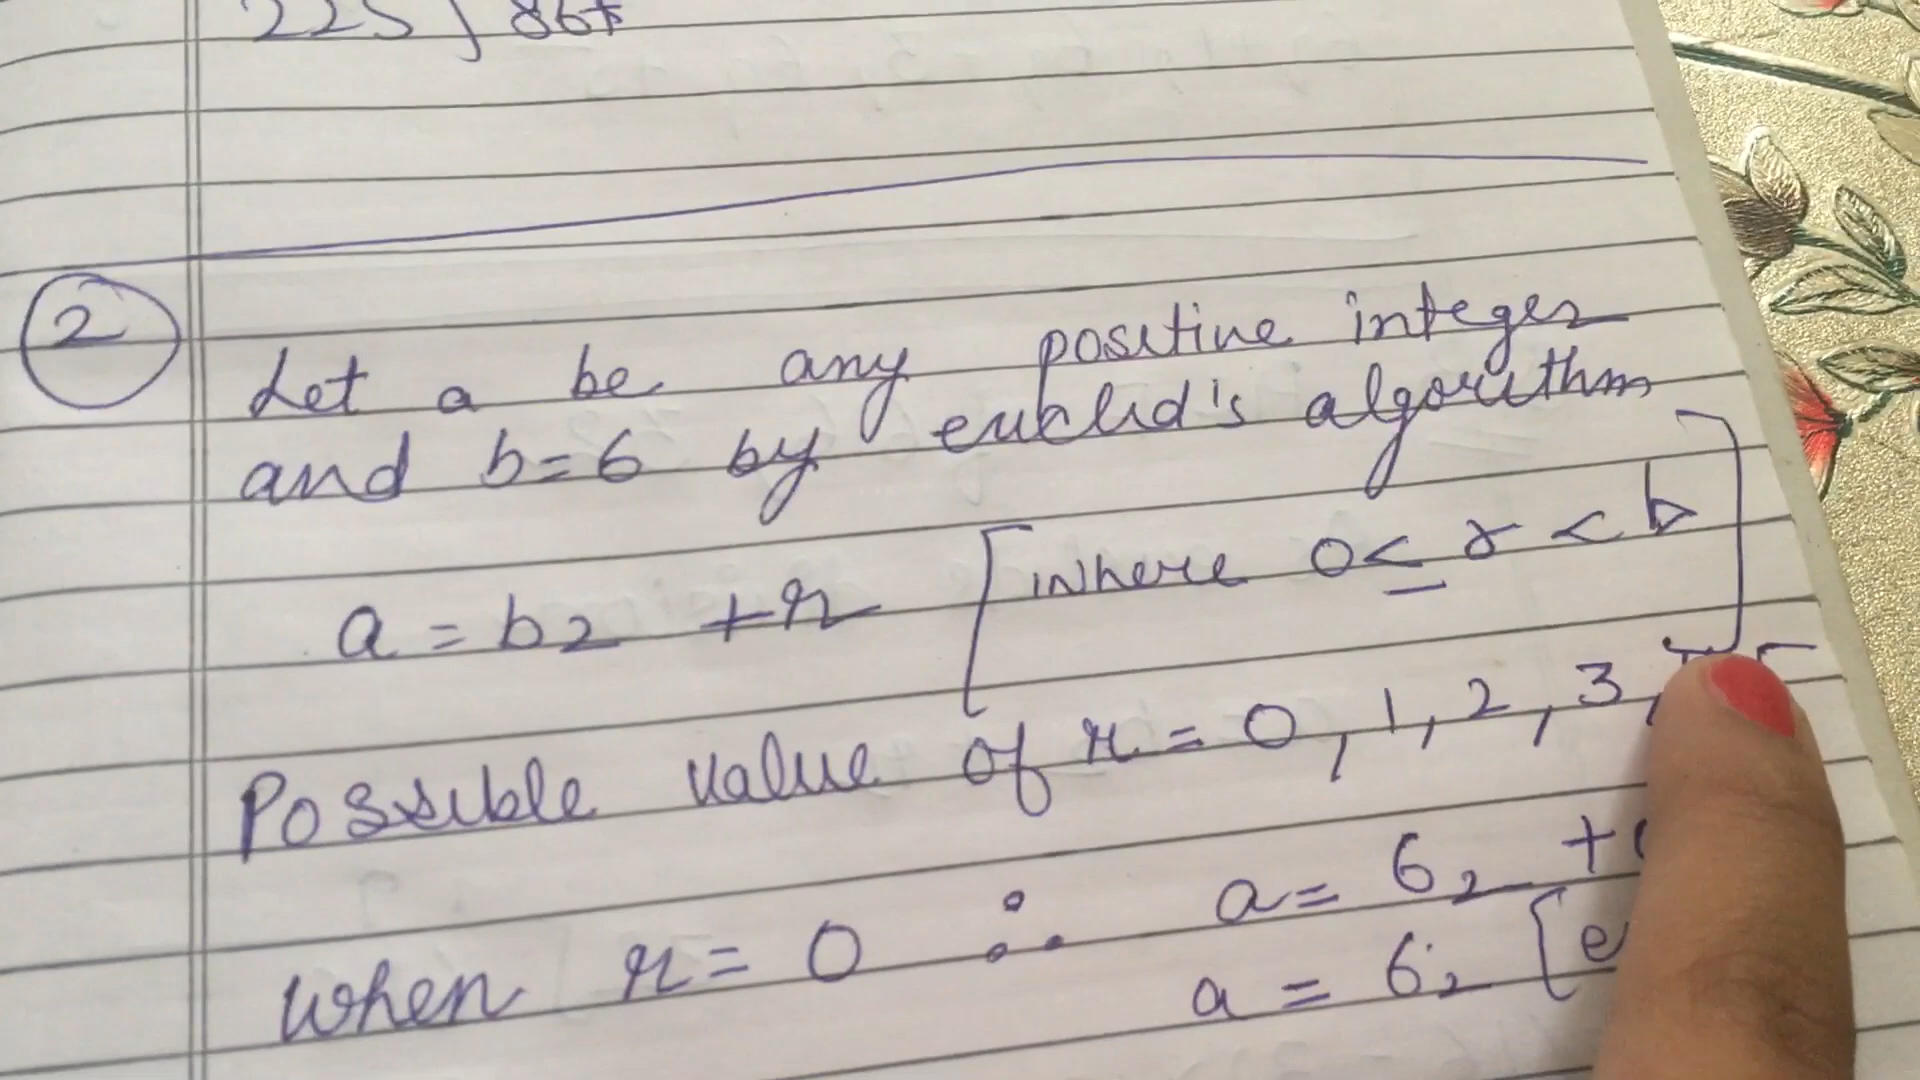 225 ) 867
2
Let a be any positive integer
and b=6 by euclid's algorithm
a = bq + r [where 0 ≤ r < b]
Possible value of r = 0, 1, 2, 3,
when r = 0 ∴ a = 6q +
a = 6q [e